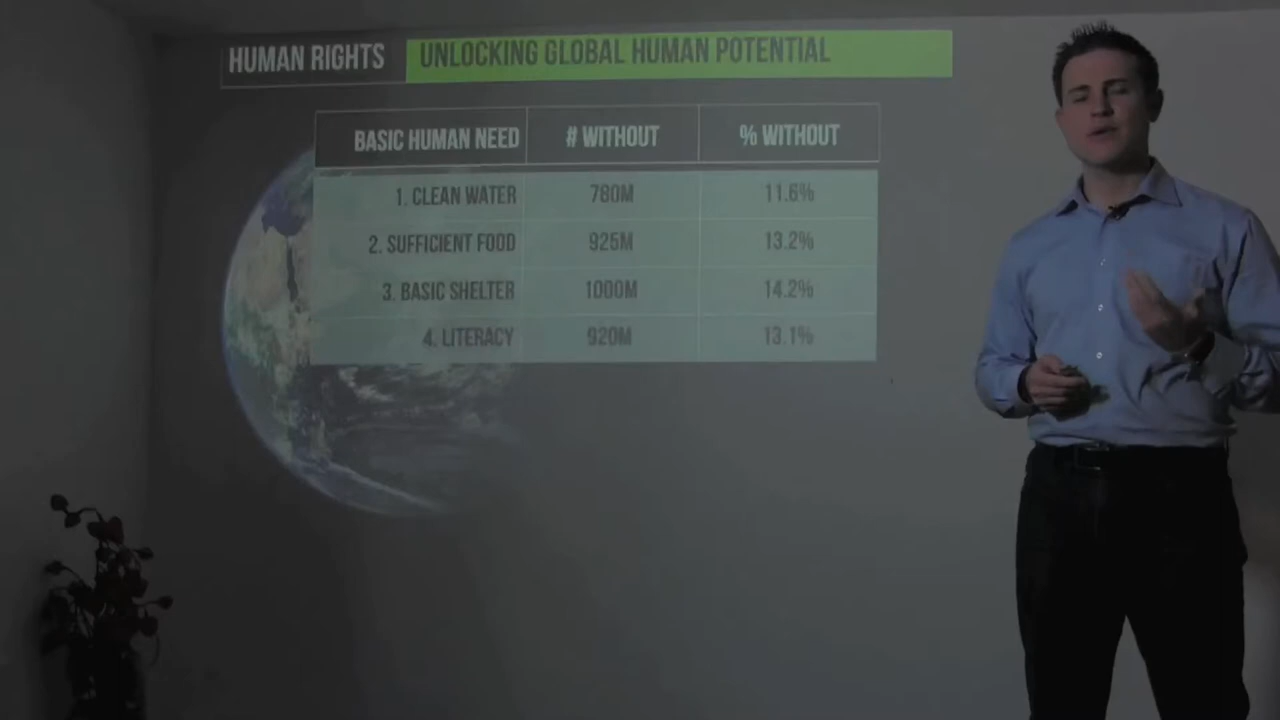 HUMAN RIGHTS UNLOCKING GLOBAL HUMAN POTENTIAL
BASIC HUMAN NEED # WITHOUT % WITHOUT
1. CLEAN WATER 780M 11.6%
2. SUFFICIENT FOOD 925M 13.2%
3. BASIC SHELTER 1000M 14.2%
4. LITERACY 920M 13.1%